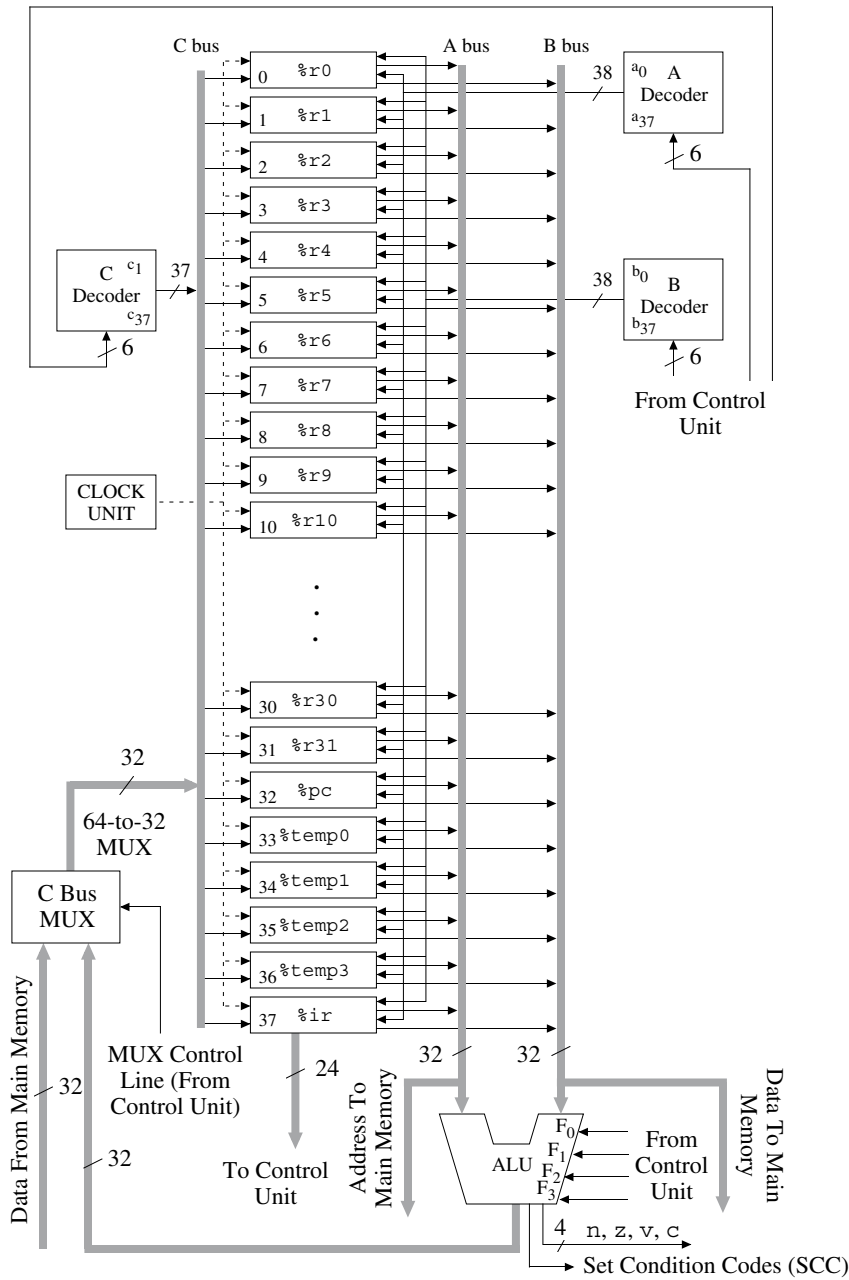 C bus
A bus
B bus
0 %r0
1 %r1
2 %r2
3 %r3
4 %r4
5 %r5
6 %r6
7 %r7
8 %r8
9 %r9
10 %r10
30 %r30
31 %r31
32 %pc
33 %temp0
34 %temp1
35 %temp2
36 %temp3
37 %ir
38
a0
A
Decoder
a37
6
38
b0
B
Decoder
b37
6
From Control
Unit
C
c1
Decoder
c37
37
6
CLOCK
UNIT
32
64-to-32
MUX
C Bus
MUX
MUX Control
Line (From
Control Unit)
Data From Main Memory
32
32
24
To Control
Unit
32
32
Address To
Main Memory
Data To Main
Memory
ALU
F0
F1
F2
F3
From
Control
Unit
4
n, z, v, c
Set Condition Codes (SCC)